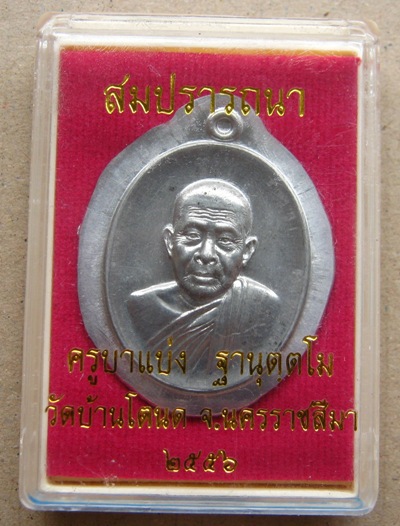 สมปรารถนา
ครูบาแบ่ง ฐานุตฺตโม
วัดบ้านโตนด จ.นครราชสีมา
๒๕๕๖